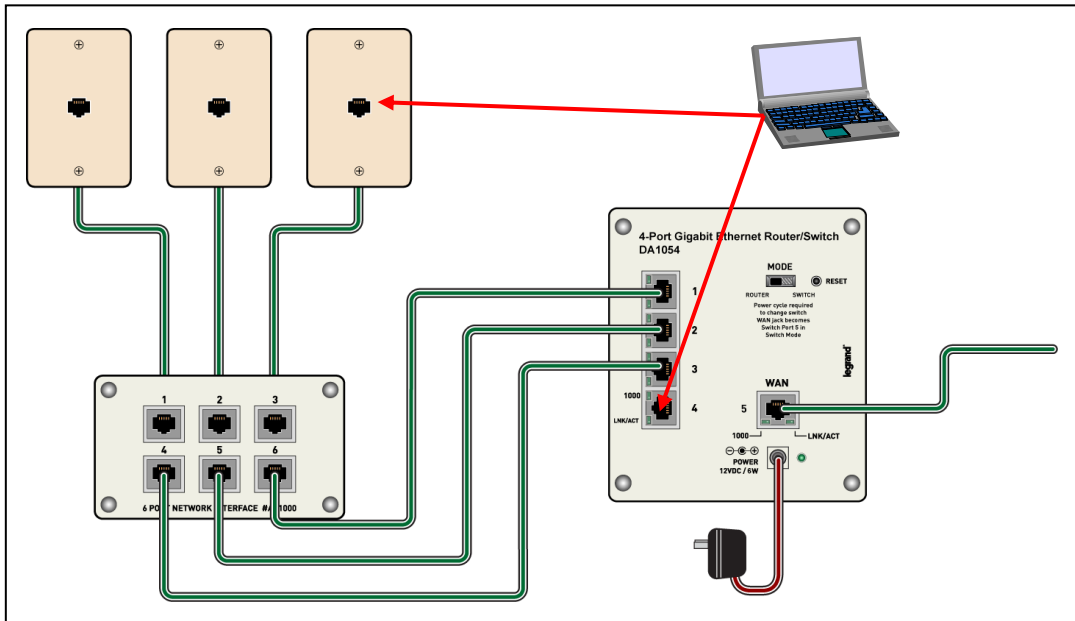 4-Port Gigabit Ethernet Router/Switch
DA1054
MODE
RESET
ROUTER SWITCH
Power cycle required
to change switch
WAN jack becomes
Switch Port 5 in
Switch Mode
legrand
1
2
3
4
1000
LNK/ACT
WAN
5
1000 LNK/ACT
POWER
12VDC / 6W
1 2 3
4 5 6
6 PORT NETWORK INTERFACE 1000